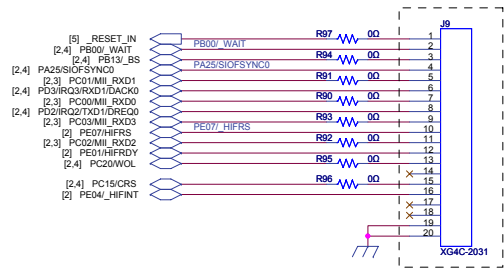 J9
[5] _RESET_IN R97 0Ω 1
[2,4] PB00/_WAIT PB00/_WAIT 2
[2,4] PB13/_BS R94 0Ω 3
[2,4] PA25/SIOFSYNC0 PA25/SIOFSYNC0 4
[2,3] PC01/MII_RXD1 R91 0Ω 5
[2,4] PD3/IRQ3/RXD1/DACK0 6
[2,3] PC00/MII_RXD0 R90 0Ω 7
[2,4] PD2/IRQ2/TXD1/DREQ0 8
[2,3] PC03/MII_RXD3 R93 0Ω 9
[2] PE07/HIFRS PE07/_HIFRS 10
[2,3] PC02/MII_RXD2 R92 0Ω 11
[2] PE01/HIFRDY 12
[2,4] PC20/WOL R95 0Ω 13
14
[2,4] PC15/CRS R96 0Ω 15
[2] PE04/_HIFINT 16
17
18
19
20
XG4C-2031